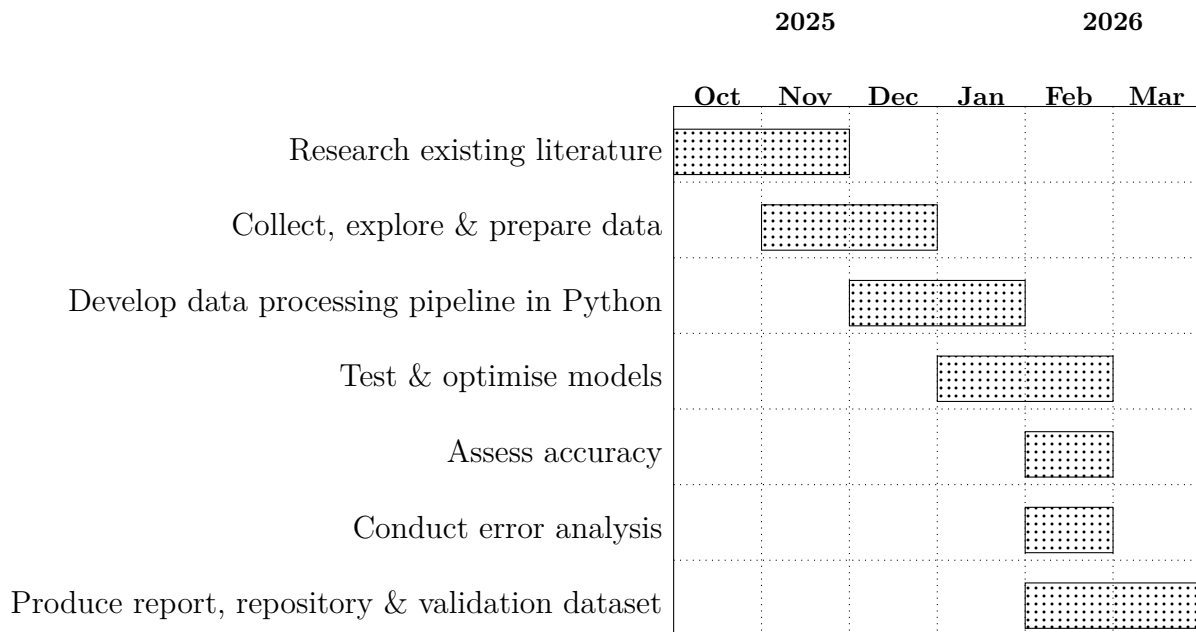 2025 2026
Oct Nov Dec Jan Feb Mar
Research existing literature
Collect, explore & prepare data
Develop data processing pipeline in Python
Test & optimise models
Assess accuracy
Conduct error analysis
Produce report, repository & validation dataset